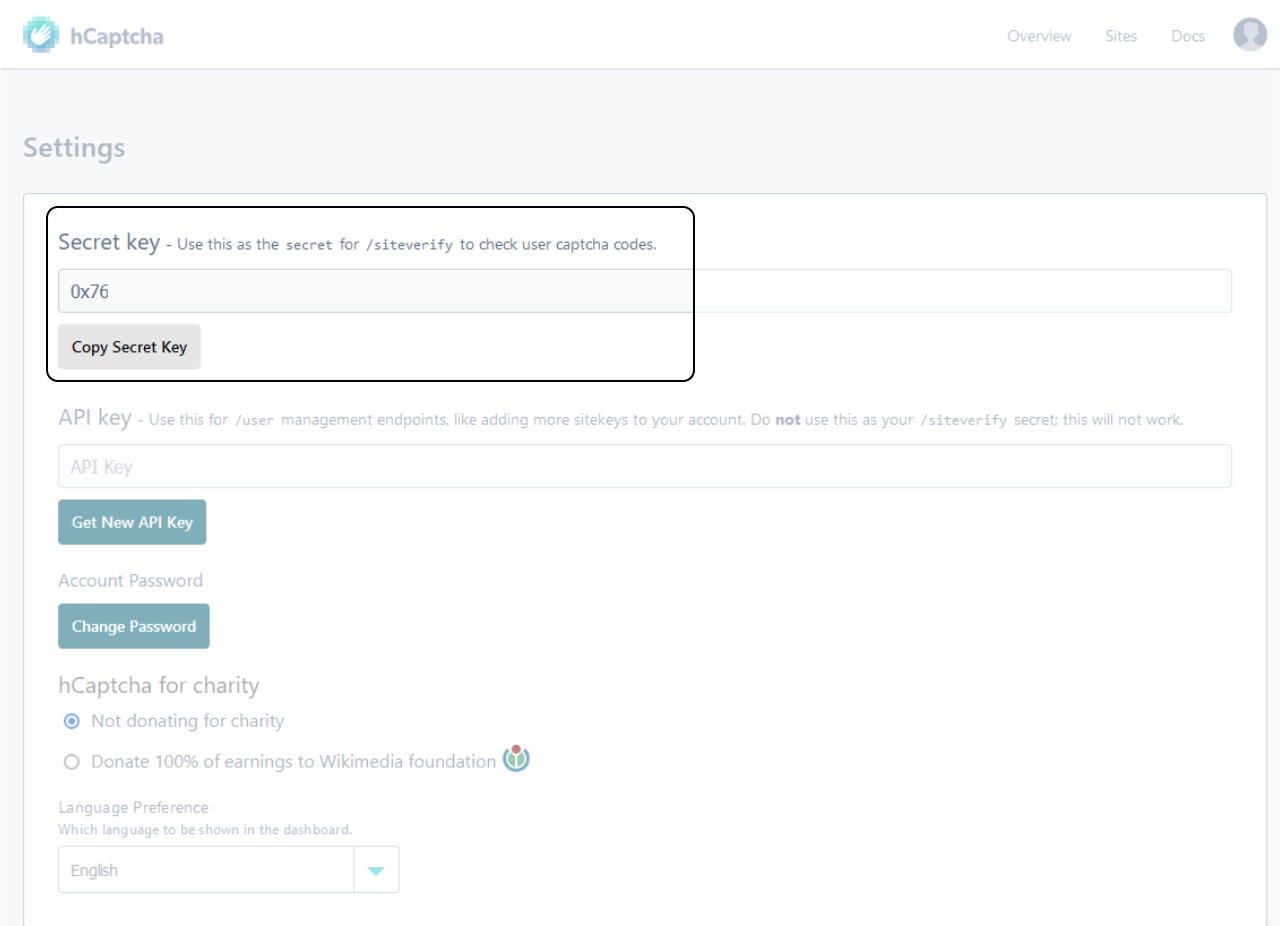 hCaptcha
Overview Sites Docs
Settings
Secret key - Use this as the secret for /siteverify to check user captcha codes.
0x76
Copy Secret Key
API key - Use this for /user management endpoints, like adding more sitekeys to your account. Do not use this as your /siteverify secret; this will not work.
API Key
Get New API Key
Account Password
Change Password
hCaptcha for charity
Not donating for charity
Donate 100% of earnings to Wikimedia foundation
Language Preference
Which language to be shown in the dashboard.
English